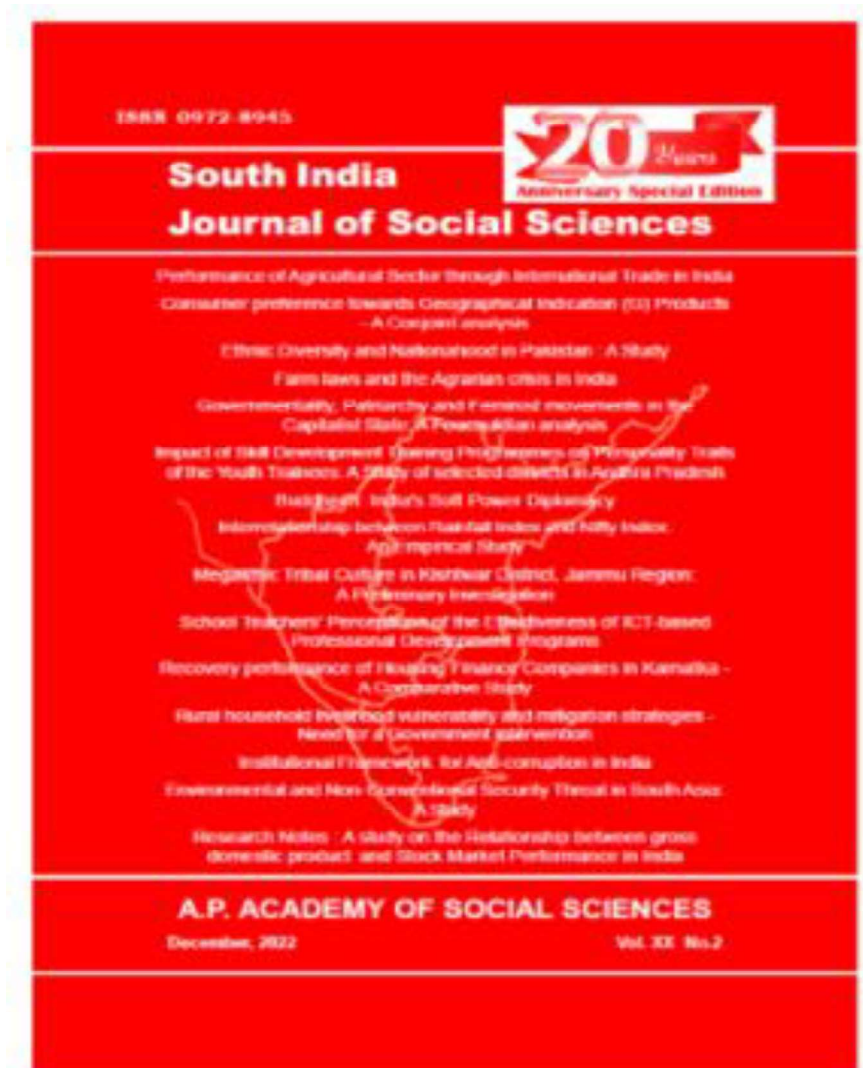 ISSN 0972-8945
20 Years
Anniversary Special Edition
South India
Journal of Social Sciences
Performance of Agricultural Sector through International Trade in India
Consumer preference towards Geographical Indication (GI) Products
- A Conjoint analysis
Ethnic Diversity and Nationahood in Pakistan : A Study
Farm laws and the Agrarian crisis in India
Governmentality, Patriarchy and Feminist movements in the
Capitalist State: A Foucauldian analysis
Impact of Skill Development Training Programmes on Personality Traits
of the Youth Trainees: A Study of selected districts in Andhra Pradesh
Buddhism: India's Soft Power Diplomacy
Interrelationship between Rainfall Index and Nifty Index:
An Empirical Study
Megalithic Tribal Culture in Kishtwar District, Jammu Region:
A Preliminary Investigation
School Teachers' Perceptions of the Effectiveness of ICT-based
Professional Development Programs
Recovery performance of Housing Finance Companies in Karnatka -
A Comparative Study
Rural household livelihood vulnerability and mitigation strategies -
Need for a Government intervention
Institutional Framework for Anti-corruption in India
Environmental and Non-Conventional Security Threat in South Asia:
A Study
Research Notes : A study on the Relationship between gross
domestic product and Stock Market Performance in India
A.P. ACADEMY OF SOCIAL SCIENCES
December, 2022
Vol. XX No.2